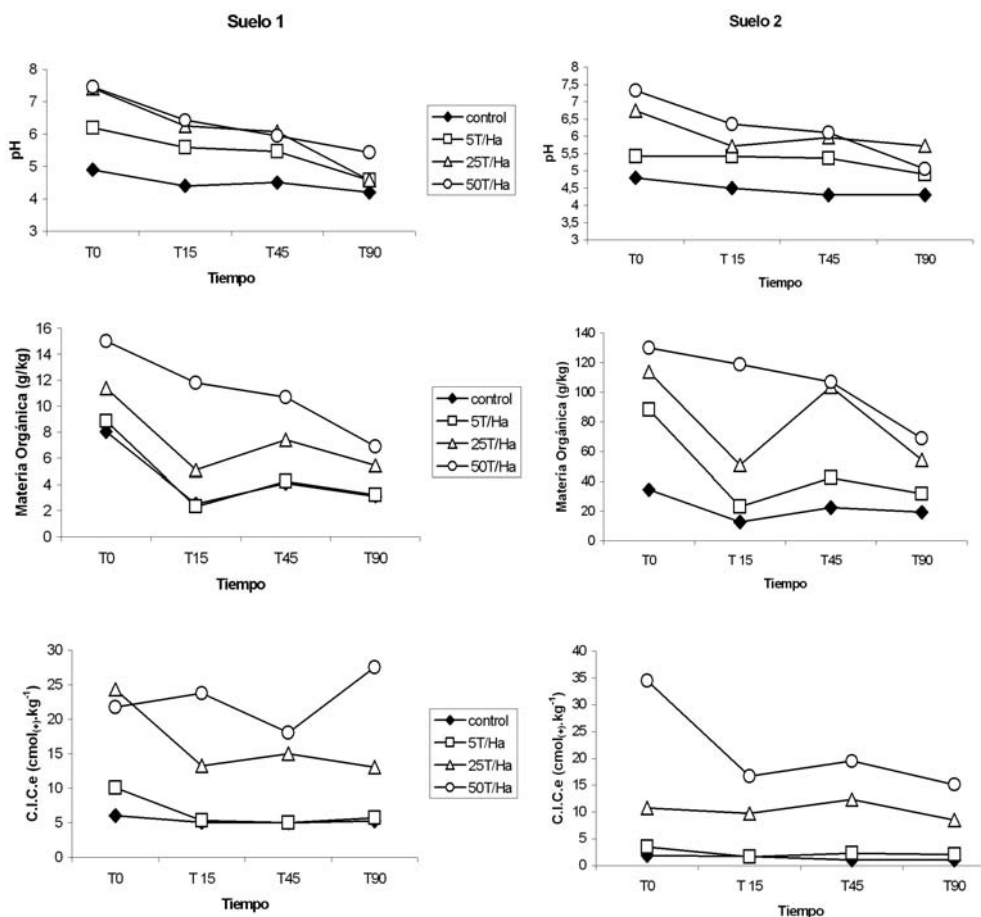 Suelo 1
Suelo 2
pH
8
7
6
5
4
3
T0
T15
T45
T90
Tiempo
control
5T/Ha
25T/Ha
50T/Ha
pH
8
7,5
7
6,5
6
5,5
5
4,5
4
3,5
3
T0
T 15
T45
T90
Tiempo
Materia Orgánica (g/kg)
16
14
12
10
8
6
4
2
0
T0
T 15
T45
T90
Tiempo
control
5T/Ha
25T/Ha
50T/Ha
Materia Orgánica (g/kg)
140
120
100
80
60
40
20
0
T0
T 15
T45
T90
Tiempo
C.I.C.e (cmol(+).kg-1)
30
25
20
15
10
5
0
T0
T 15
T45
T90
Tiempo
control
5T/Ha
25T/Ha
50T/Ha
C.I.C.e (cmol(+).kg-1)
40
35
30
25
20
15
10
5
0
T0
T 15
T45
T90
Tiempo